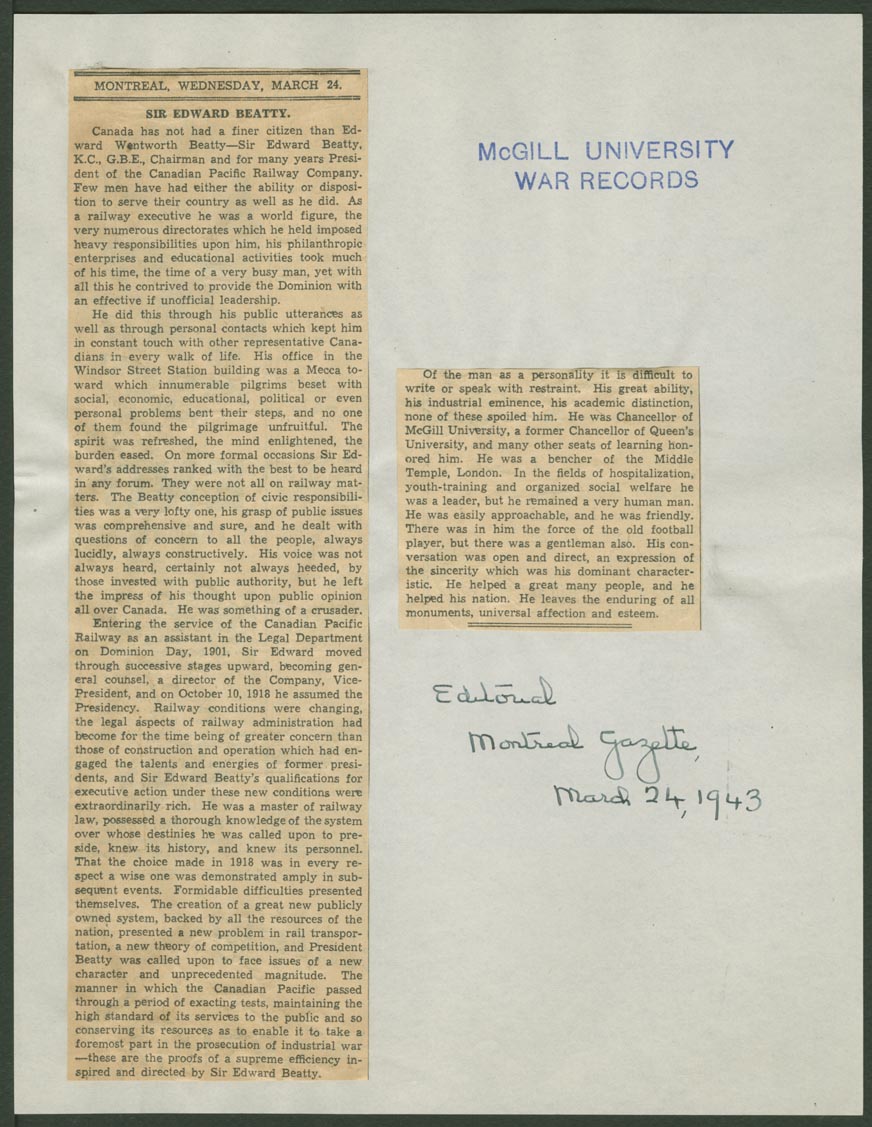 MONTREAL, WEDNESDAY, MARCH 24.
SIR EDWARD BEATTY.
Canada has not had a finer citizen than Ed-
ward Wentworth Beatty—Sir Edward Beatty,
K.C., G.B.E., Chairman and for many years Presi-
dent of the Canadian Pacific Railway Company.
Few men have had either the ability or disposi-
tion to serve their country as well as he did. As
a railway executive he was a world figure, the
very numerous directorates which he held imposed
heavy responsibilities upon him, his philanthropic
enterprises and educational activities took much
of his time, the time of a very busy man, yet with
all this he contrived to provide the Dominion with
an effective if unofficial leadership.
He did this through his public utterances as
well as through personal contacts which kept him
in constant touch with other representative Cana-
dians in every walk of life. His office in the
Windsor Street Station building was a Mecca to-
ward which innumerable pilgrims beset with
social, economic, educational, political or even
personal problems bent their steps, and no one
of them found the pilgrimage unfruitful. The
spirit was refreshed, the mind enlightened, the
burden eased. On more formal occasions Sir Ed-
ward's addresses ranked with the best to be heard
in any forum. They were not all on railway mat-
ters. The Beatty conception of civic responsibili-
ties was a very lofty one, his grasp of public issues
was comprehensive and sure, and he dealt with
questions of concern to all the people, always
lucidly, always constructively. His voice was not
always heard, certainly not always heeded, by
those invested with public authority, but he left
the impress of his thought upon public opinion
all over Canada. He was something of a crusader.
Entering the service of the Canadian Pacific
Railway as an assistant in the Legal Department
on Dominion Day, 1901, Sir Edward moved
through successive stages upward, becoming gen-
eral counsel, a director of the Company, Vice-
President, and on October 10, 1918 he assumed the
Presidency. Railway conditions were changing,
the legal aspects of railway administration had
become for the time being of greater concern than
those of construction and operation which had en-
gaged the talents and energies of former presi-
dents, and Sir Edward Beatty's qualifications for
executive action under these new conditions were
extraordinarily rich. He was a master of railway
law, possessed a thorough knowledge of the system
over whose destinies he was called upon to pre-
side, knew its history, and knew its personnel.
That the choice made in 1918 was in every re-
spect a wise one was demonstrated amply in sub-
sequent events. Formidable difficulties presented
themselves. The creation of a great new publicly
owned system, backed by all the resources of the
nation, presented a new problem in rail transpor-
tation, a new theory of competition, and President
Beatty was called upon to face issues of a new
character and unprecedented magnitude. The
manner in which the Canadian Pacific passed
through a period of exacting tests, maintaining the
high standard of its services to the public and so
conserving its resources as to enable it to take a
foremost part in the prosecution of industrial war
—these are the proofs of a supreme efficiency in-
spired and directed by Sir Edward Beatty.
McGILL UNIVERSITY
WAR RECORDS
Of the man as a personality it is difficult to
write or speak with restraint. His great ability,
his industrial eminence, his academic distinction,
none of these spoiled him. He was Chancellor of
McGill University, a former Chancellor of Queen's
University, and many other seats of learning hon-
ored him. He was a bencher of the Middle
Temple, London. In the fields of hospitalization,
youth-training and organized social welfare he
was a leader, but he remained a very human man.
He was easily approachable, and he was friendly.
There was in him the force of the old football
player, but there was a gentleman also. His con-
versation was open and direct, an expression of
the sincerity which was his dominant character-
istic. He helped a great many people, and he
helped his nation. He leaves the enduring of all
monuments, universal affection and esteem.
Editorial
Montreal Gazette,
March 24, 1943